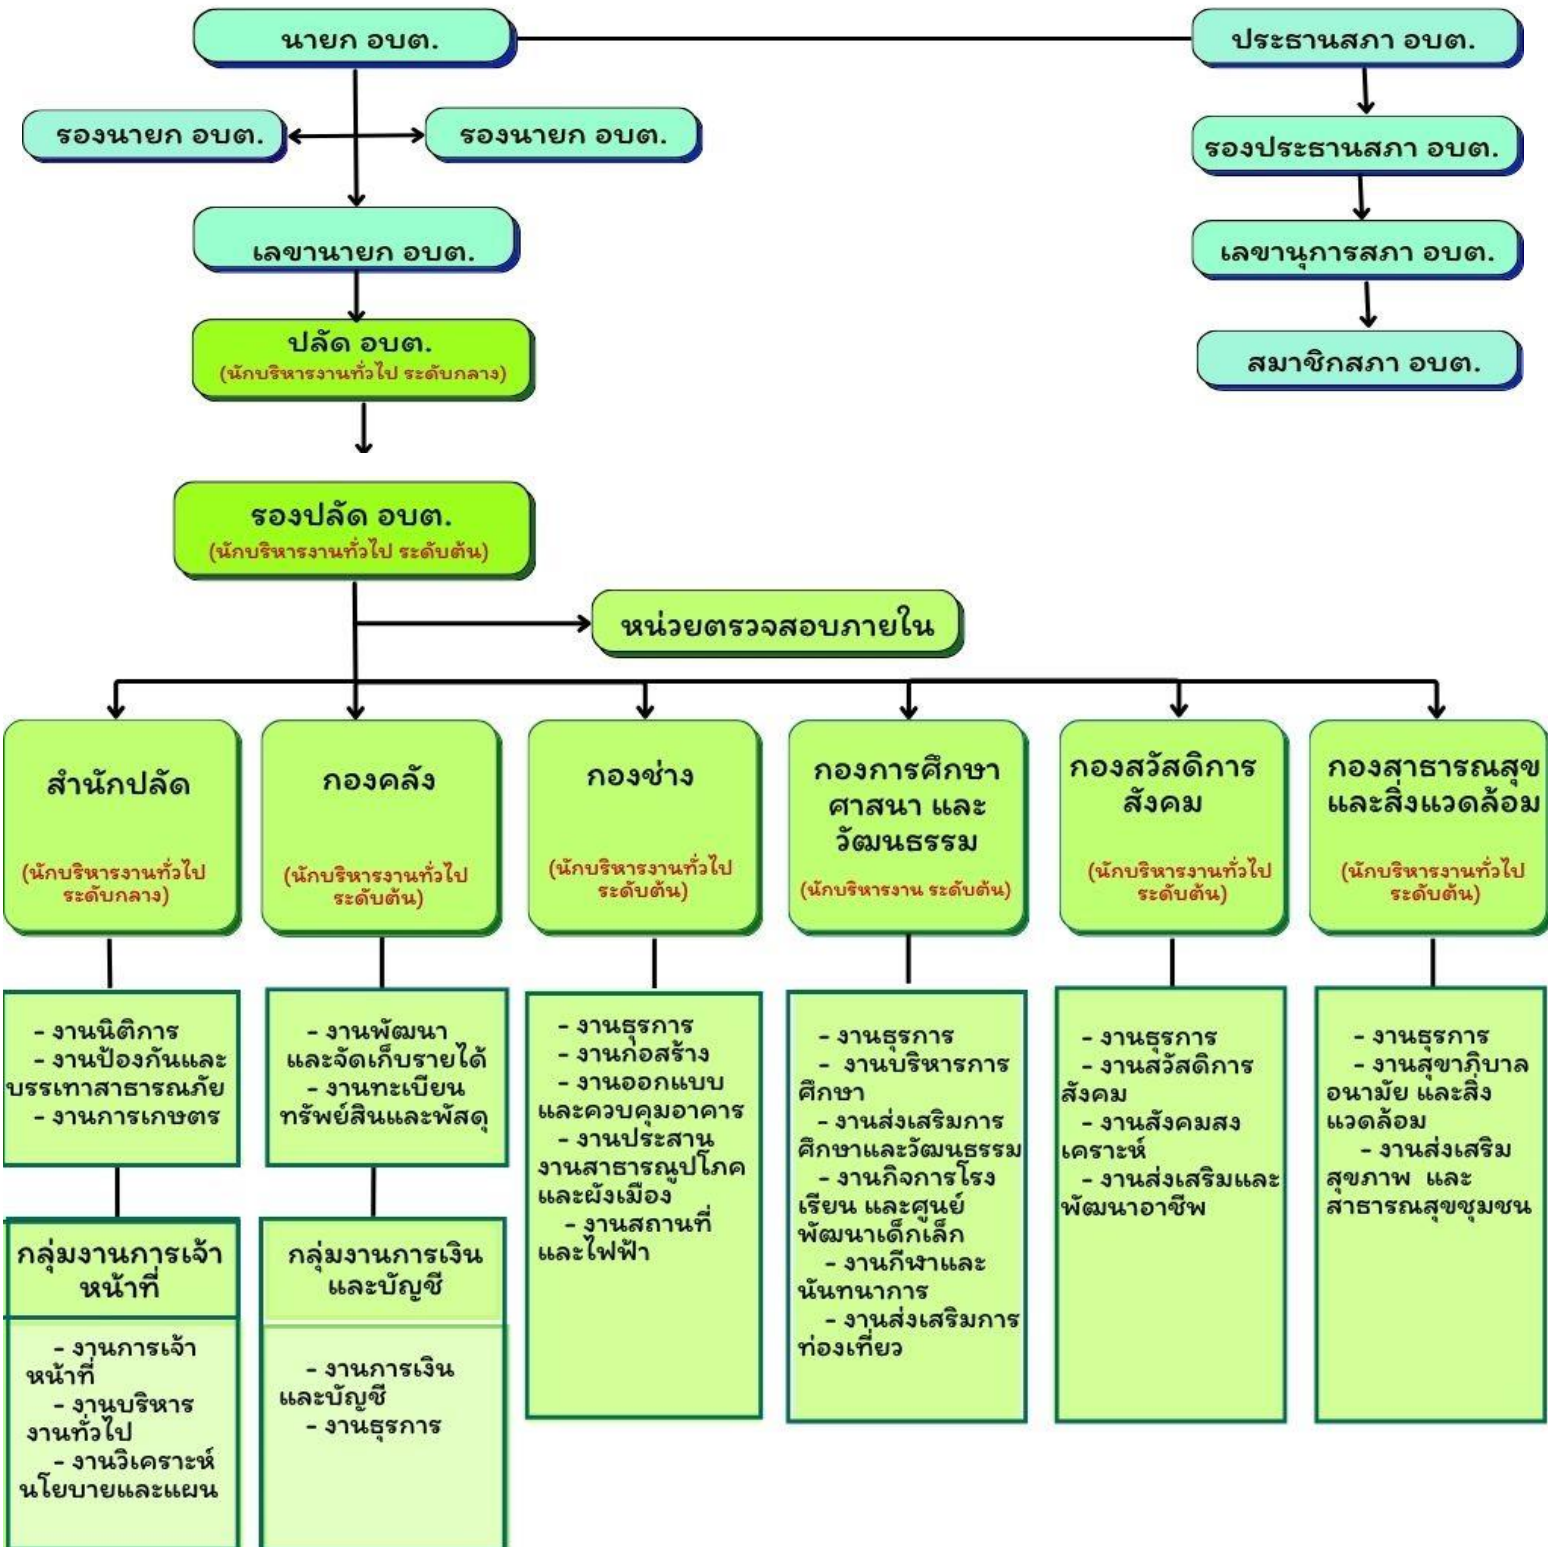 นายก อบต.
ประธานสภา อบต.
รองนายก อบต.
รองนายก อบต.
รองประธานสภา อบต.
เลขานายก อบต.
เลขานุการสภา อบต.
ปลัด อบต.
(นักบริหารงานทั่วไป ระดับกลาง)
สมาชิกสภา อบต.
รองปลัด อบต.
(นักบริหารงานทั่วไป ระดับต้น)
หน่วยตรวจสอบภายใน
สำนักปลัด
(นักบริหารงานทั่วไป
ระดับกลาง)
กองคลัง
(นักบริหารงานทั่วไป
ระดับต้น)
กองช่าง
(นักบริหารงานทั่วไป
ระดับต้น)
กองการศึกษา
ศาสนา และ
วัฒนธรรม
(นักบริหารงาน ระดับต้น)
กองสวัสดิการ
สังคม
(นักบริหารงานทั่วไป
ระดับต้น)
กองสาธารณสุข
และสิ่งแวดล้อม
(นักบริหารงานทั่วไป
ระดับต้น)
- งานนิติการ
- งานป้องกันและ
บรรเทาสาธารณภัย
- งานการเกษตร
กลุ่มงานการเจ้า
หน้าที่
- งานการเจ้า
หน้าที่
- งานบริหาร
งานทั่วไป
- งานวิเคราะห์
นโยบายและแผน
- งานพัฒนา
และจัดเก็บรายได้
- งานทะเบียน
ทรัพย์สินและพัสดุ
กลุ่มงานการเงิน
และบัญชี
- งานการเงิน
และบัญชี
- งานธุรการ
- งานธุรการ
- งานก่อสร้าง
- งานออกแบบ
และควบคุมอาคาร
- งานประสาน
งานสาธารณูปโภค
และผังเมือง
- งานสถานที่
และไฟฟ้า
- งานธุรการ
- งานบริหารการ
ศึกษา
- งานส่งเสริมการ
ศึกษาและวัฒนธรรม
- งานกิจการโรง
เรียน และศูนย์
พัฒนาเด็กเล็ก
- งานกีฬาและ
นันทนาการ
- งานส่งเสริมการ
ท่องเที่ยว
- งานธุรการ
- งานสวัสดิการ
สังคม
- งานสังคมสง
เคราะห์
- งานส่งเสริมและ
พัฒนาอาชีพ
- งานธุรการ
- งานสุขาภิบาล
อนามัย และสิ่ง
แวดล้อม
- งานส่งเสริม
สุขภาพ และ
สาธารณสุขชุมชน